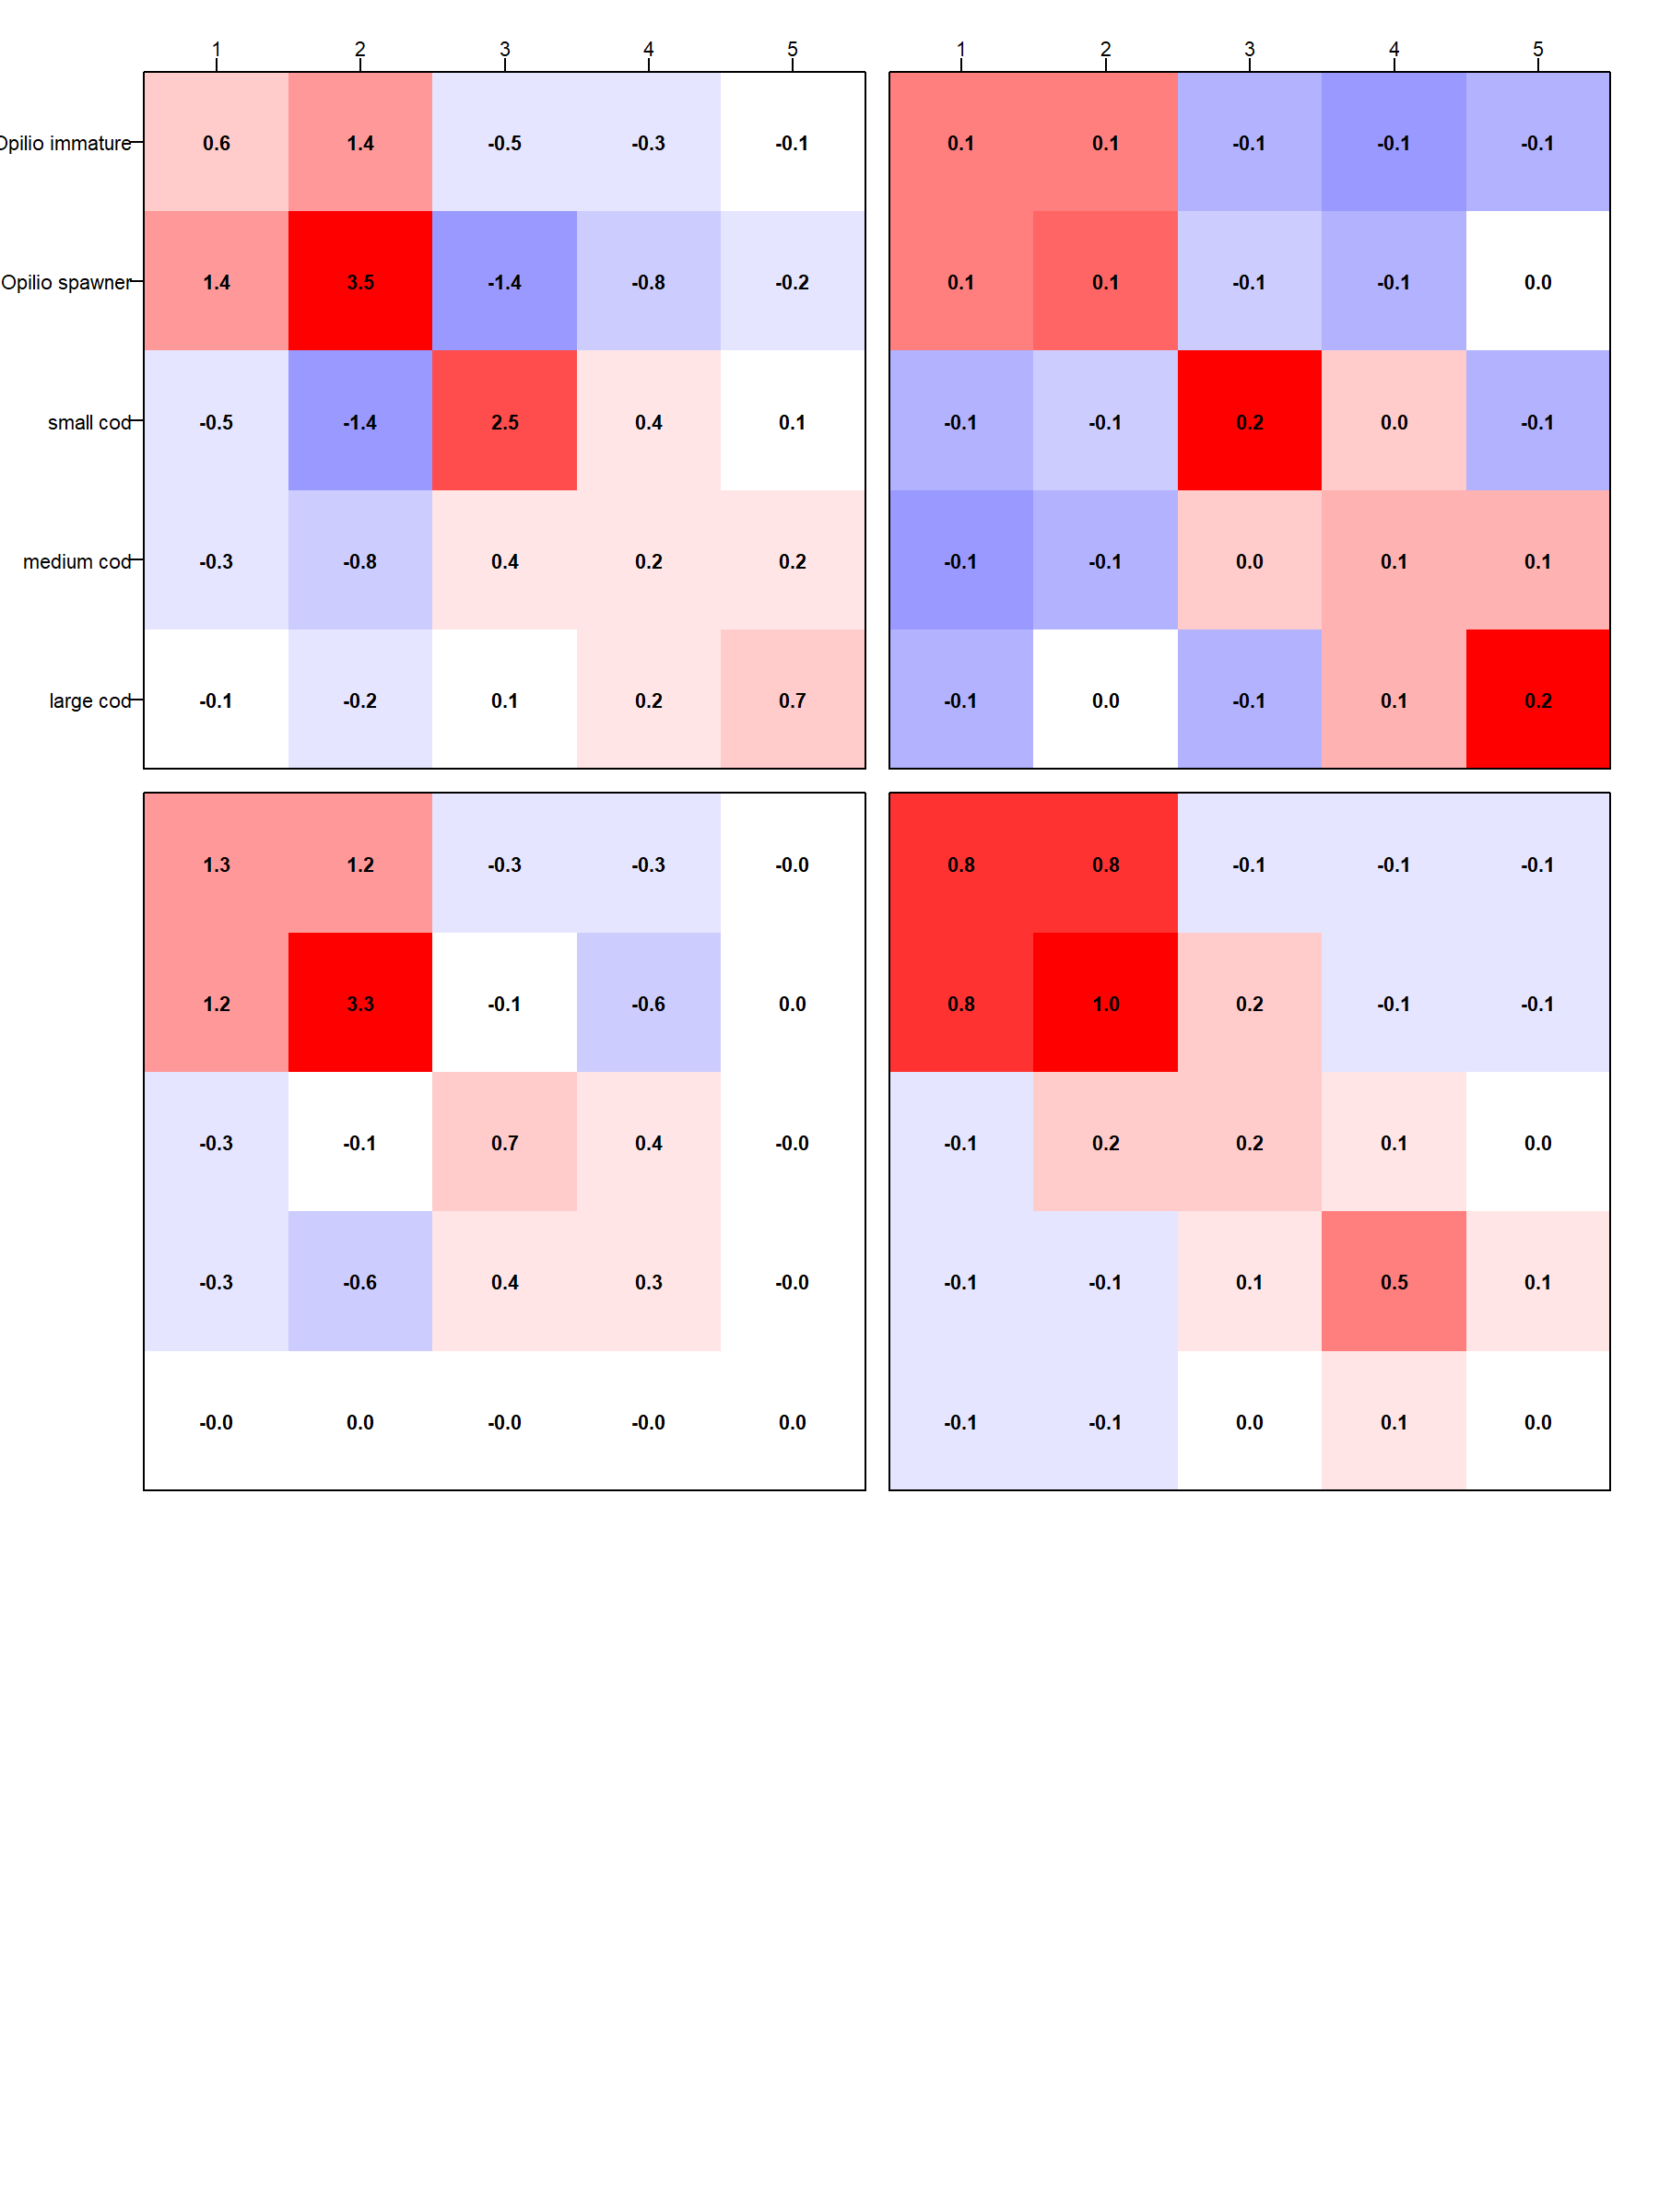 1 2 3 4 5 1 2 3 4 5
Opilio immature 0.6 1.4 -0.5 -0.3 -0.1 0.1 0.1 -0.1 -0.1 -0.1
Opilio spawner 1.4 3.5 -1.4 -0.8 -0.2 0.1 0.1 -0.1 -0.1 0.0
small cod -0.5 -1.4 2.5 0.4 0.1 -0.1 -0.1 0.2 0.0 -0.1
medium cod -0.3 -0.8 0.4 0.2 0.2 -0.1 -0.1 0.0 0.1 0.1
large cod -0.1 -0.2 0.1 0.2 0.7 -0.1 0.0 -0.1 0.1 0.2
1.3 1.2 -0.3 -0.3 -0.0 0.8 0.8 -0.1 -0.1 -0.1
1.2 3.3 -0.1 -0.6 0.0 0.8 1.0 0.2 -0.1 -0.1
-0.3 -0.1 0.7 0.4 -0.0 -0.1 0.2 0.2 0.1 0.0
-0.3 -0.6 0.4 0.3 -0.0 -0.1 -0.1 0.1 0.5 0.1
-0.0 0.0 -0.0 -0.0 0.0 -0.1 -0.1 0.0 0.1 0.0